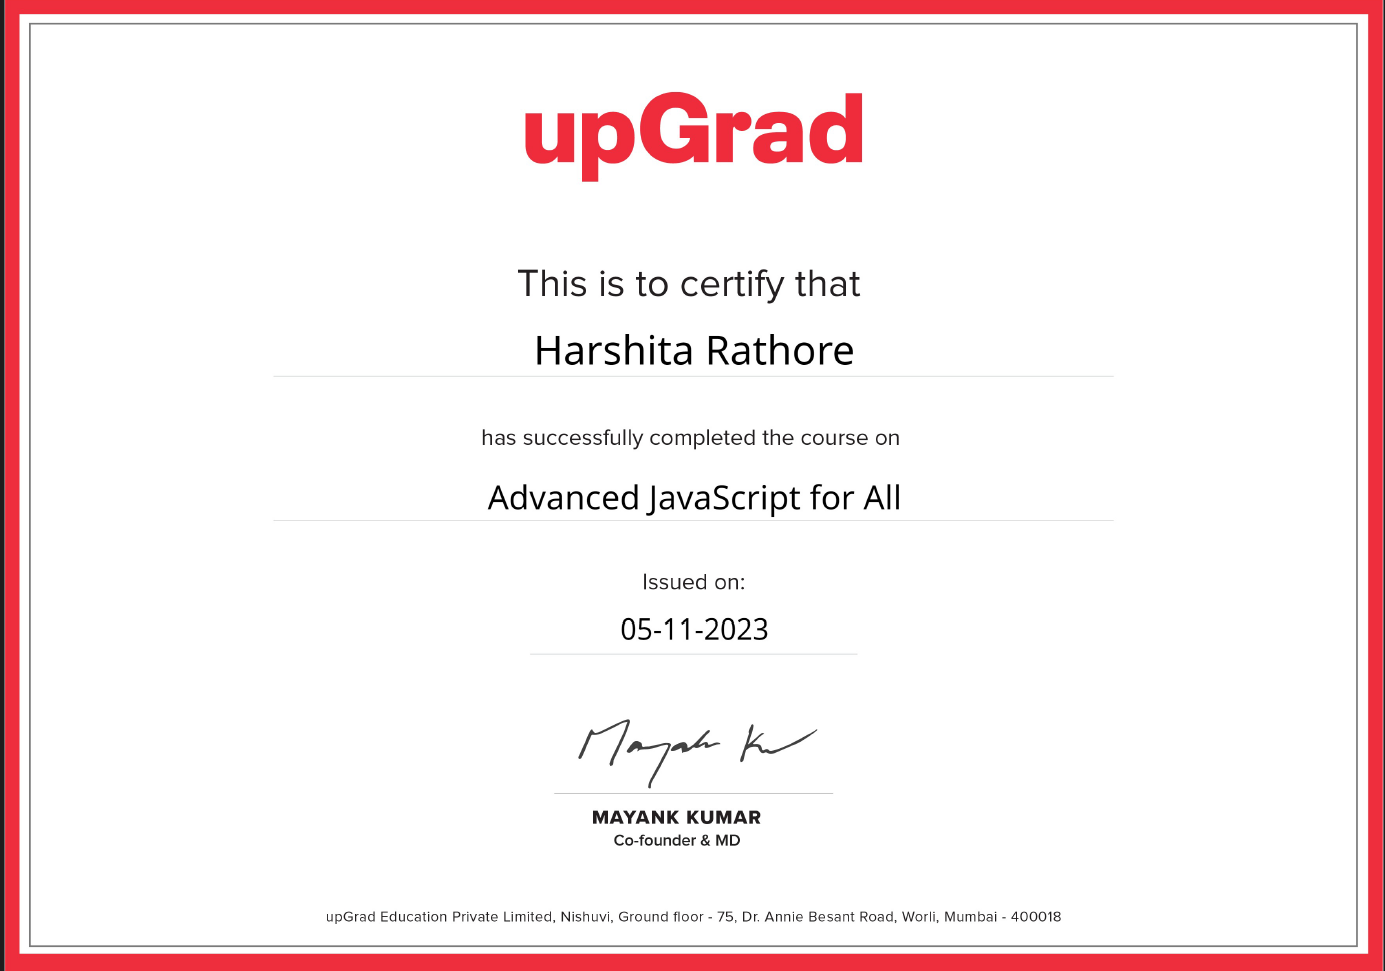 upGrad
This is to certify that
Harshita Rathore
has successfully completed the course on
Advanced JavaScript for All
Issued on:
05-11-2023
Mayank Ku
MAYANK KUMAR
Co-founder & MD
upGrad Education Private Limited, Nishuvi, Ground floor - 75, Dr. Annie Besant Road, Worli, Mumbai - 400018